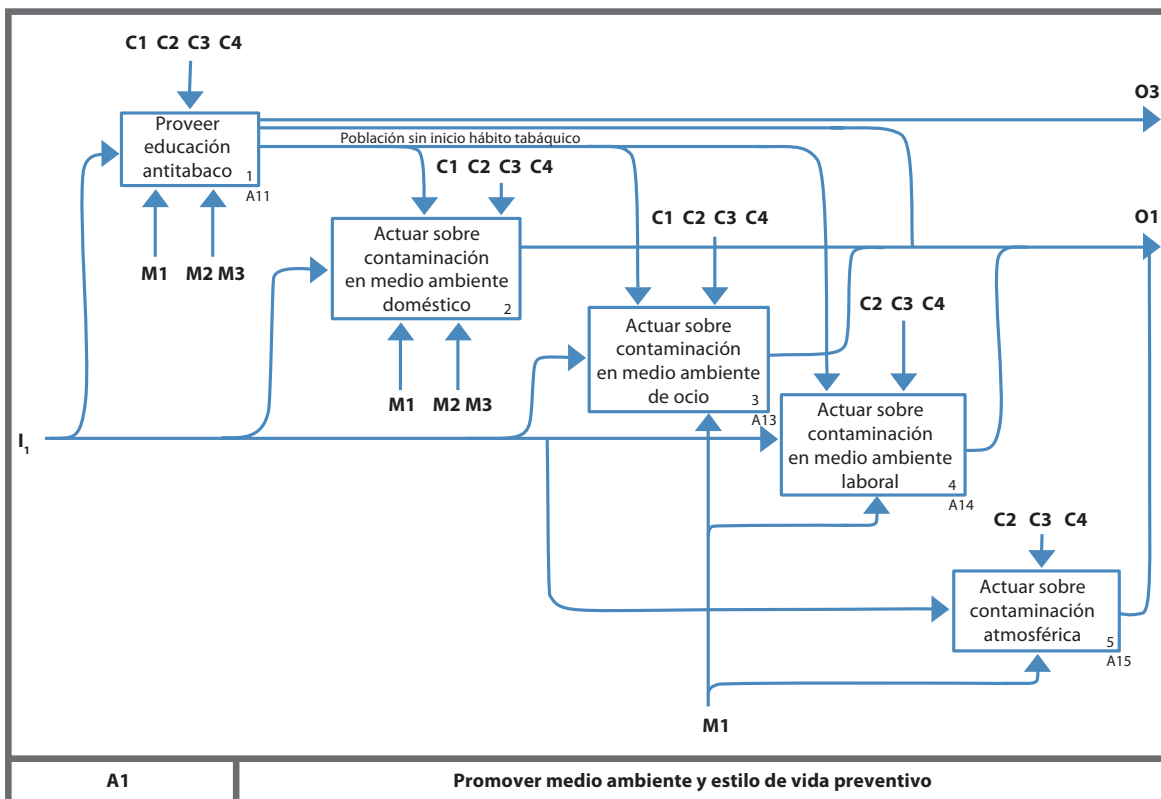 C1 C2 C3 C4
O3
Proveer
educación
antitabaco
1
A11
Población sin inicio hábito tabáquico
M1 M2 M3
C1 C2 C3 C4
O1
Actuar sobre
contaminación
en medio ambiente
doméstico
2
M1 M2 M3
C1 C2 C3 C4
Actuar sobre
contaminación
en medio ambiente
de ocio
3
A13
C2 C3 C4
Actuar sobre
contaminación
en medio ambiente
laboral
4
A14
I1
C2 C3 C4
Actuar sobre
contaminación
atmosférica
5
A15
M1
A1
Promover medio ambiente y estilo de vida preventivo